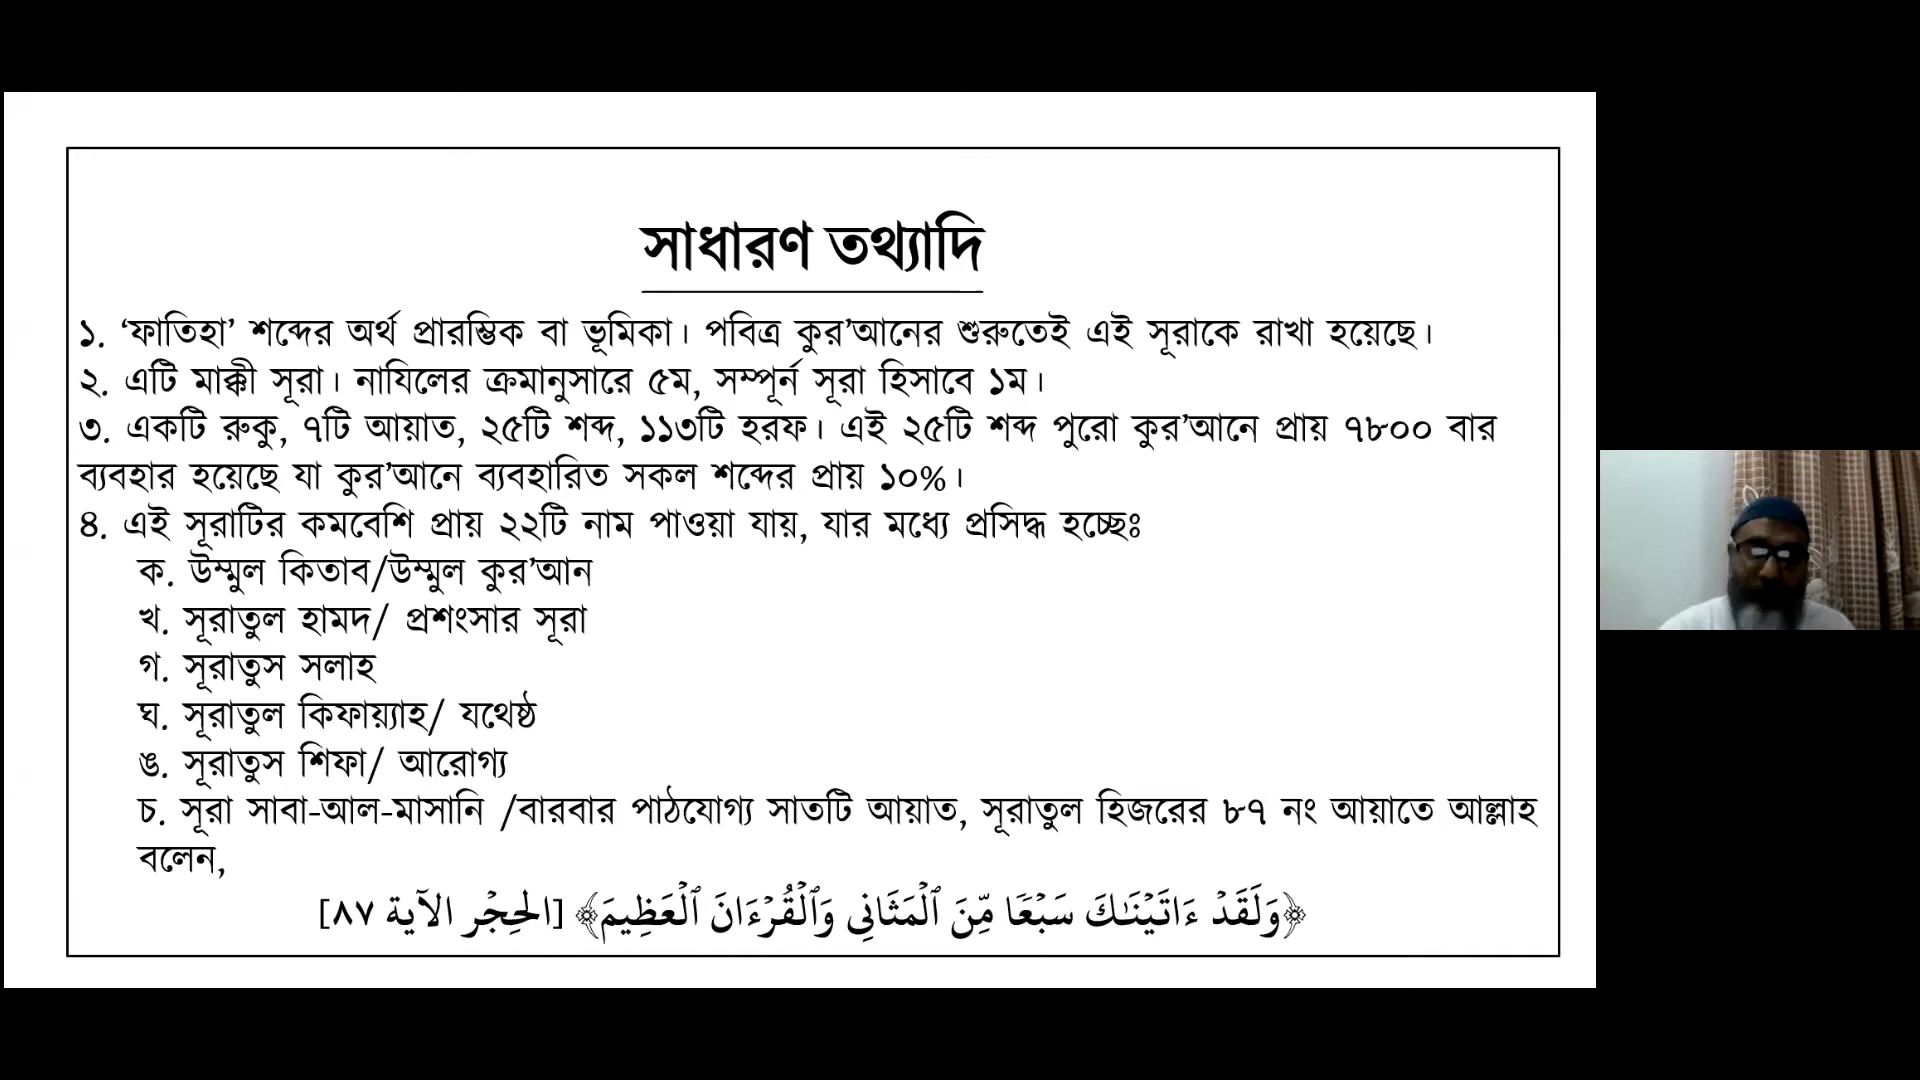 সাধারণ তথ্যাদি
১. ‘ফাতিহা’ শব্দের অর্থ প্রারম্ভিক বা ভূমিকা। পবিত্র কুর’আনের শুরুতেই এই সূরাকে রাখা হয়েছে।
২. এটি মাক্কী সূরা। নাযিলের ক্রমানুসারে ৫ম, সম্পূর্ন সূরা হিসাবে ১ম।
৩. একটি রুকু, ৭টি আয়াত, ২৫টি শব্দ, ১১৩টি হরফ। এই ২৫টি শব্দ পুরো কুর’আনে প্রায় ৭৮০০ বার
ব্যবহার হয়েছে যা কুর’আনে ব্যবহারিত সকল শব্দের প্রায় ১০%।
৪. এই সূরাটির কমবেশি প্রায় ২২টি নাম পাওয়া যায়, যার মধ্যে প্রসিদ্ধ হচ্ছেঃ
ক. উম্মুল কিতাব/উম্মুল কুর’আন
খ. সূরাতুল হামদ/ প্রশংসার সূরা
গ. সূরাতুস সলাহ
ঘ. সূরাতুল কিফায়্যাহ/ যথেষ্ঠ
ঙ. সূরাতুস শিফা/ আরোগ্য
চ. সূরা সাবা-আল-মাসানি /বারবার পাঠযোগ্য সাতটি আয়াত, সূরাতুল হিজরের ৮৭ নং আয়াতে আল্লাহ
বলেন,
﴿وَلَقَدۡ ءَاتَيۡنَٰكَ سَبۡعٗا مِّنَ ٱلۡمَثَانِي وَٱلۡقُرۡءَانَ ٱلۡعَظِيمَ﴾ [الحِجۡر الآية ٨٧]